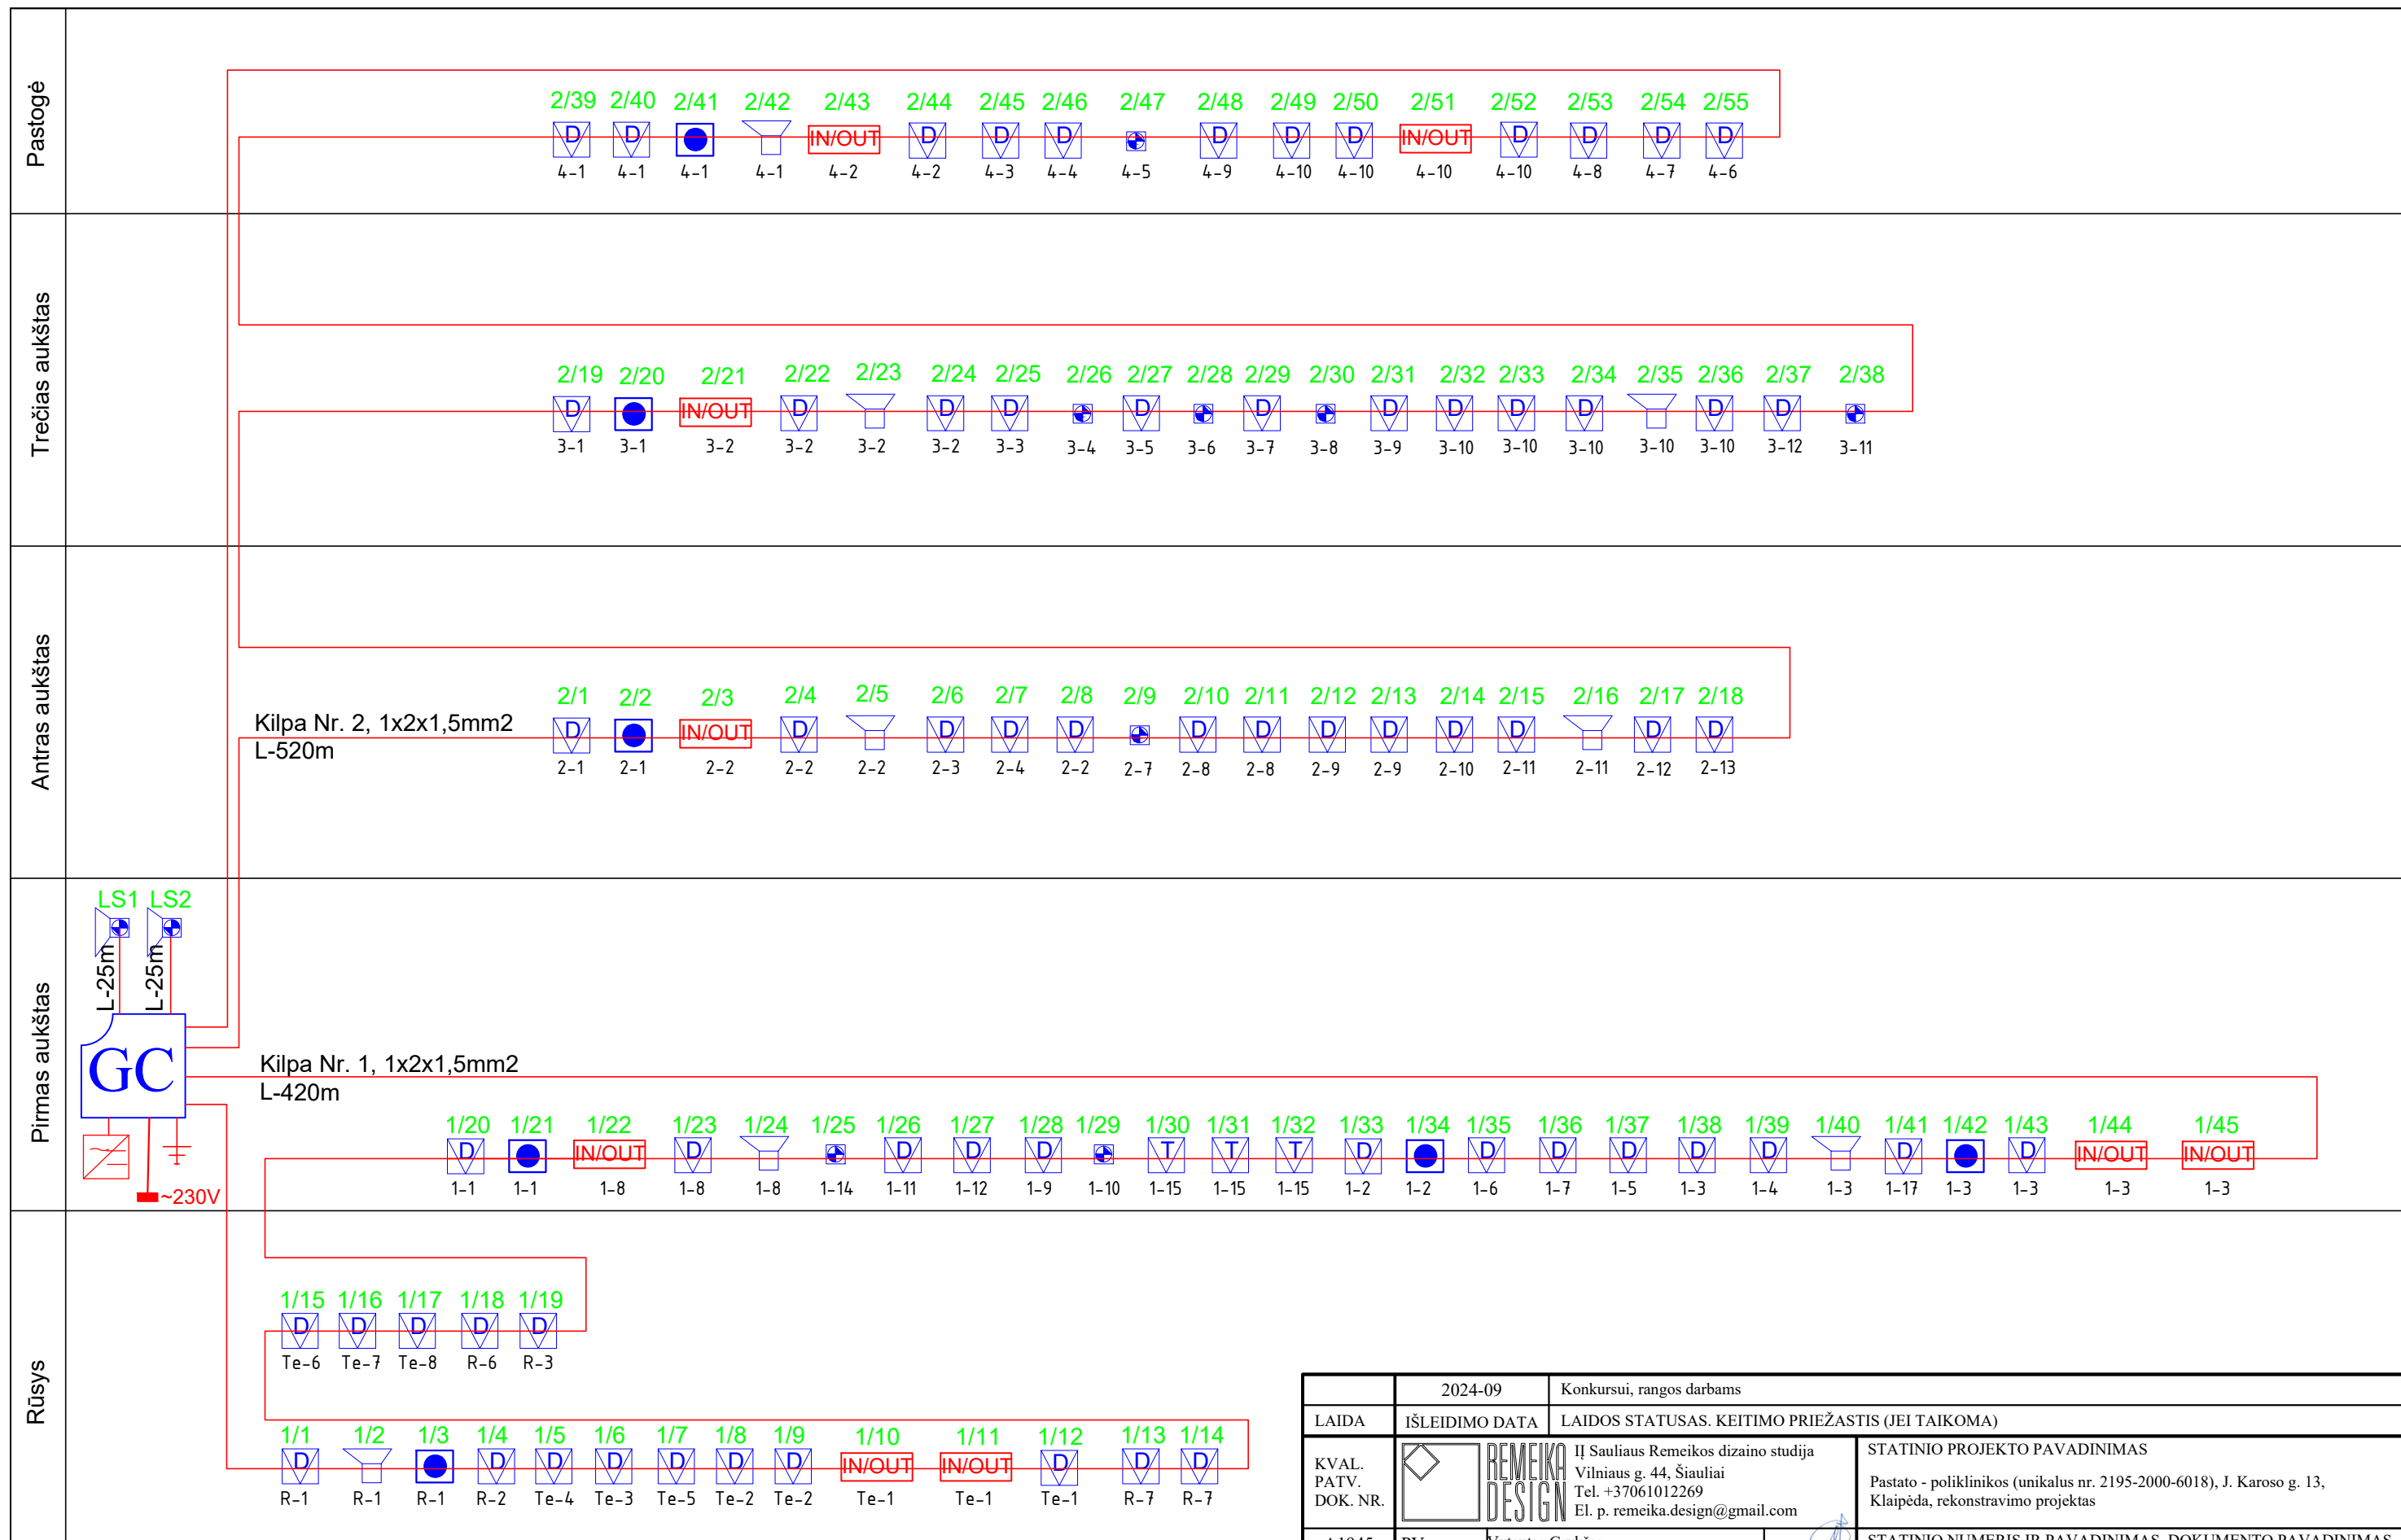 Pastogė
2/39 2/40 2/41 2/42 2/43 2/44 2/45 2/46 2/47 2/48 2/49 2/50 2/51 2/52 2/53 2/54 2/55
D D IN/OUT D D D D D D IN/OUT D D D D
4-1 4-1 4-1 4-1 4-2 4-2 4-3 4-4 4-5 4-9 4-10 4-10 4-10 4-10 4-8 4-7 4-6
Trečias aukštas
2/19 2/20 2/21 2/22 2/23 2/24 2/25 2/26 2/27 2/28 2/29 2/30 2/31 2/32 2/33 2/34 2/35 2/36 2/37 2/38
D IN/OUT D D D D D D D D D D D
3-1 3-1 3-2 3-2 3-2 3-2 3-3 3-4 3-5 3-6 3-7 3-8 3-9 3-10 3-10 3-10 3-10 3-10 3-12 3-11
Antras aukštas
Kilpa Nr. 2, 1x2x1,5mm2
L-520m
2/1 2/2 2/3 2/4 2/5 2/6 2/7 2/8 2/9 2/10 2/11 2/12 2/13 2/14 2/15 2/16 2/17 2/18
D IN/OUT D D D D D D D D D D D D
2-1 2-1 2-2 2-2 2-2 2-3 2-4 2-2 2-7 2-8 2-8 2-9 2-9 2-10 2-11 2-11 2-12 2-13
Pirmas aukštas
LS1 LS2
L-25m L-25m
GC
~230V
Kilpa Nr. 1, 1x2x1,5mm2
L-420m
1/20 1/21 1/22 1/23 1/24 1/25 1/26 1/27 1/28 1/29 1/30 1/31 1/32 1/33 1/34 1/35 1/36 1/37 1/38 1/39 1/40 1/41 1/42 1/43 1/44 1/45
D IN/OUT D D D D T T T D D D D D D D D IN/OUT IN/OUT
1-1 1-1 1-8 1-8 1-8 1-14 1-11 1-12 1-9 1-10 1-15 1-15 1-15 1-2 1-2 1-6 1-7 1-5 1-3 1-4 1-3 1-17 1-3 1-3 1-3 1-3
Rūsys
1/15 1/16 1/17 1/18 1/19
D D D D D
Te-6 Te-7 Te-8 R-6 R-3
1/1 1/2 1/3 1/4 1/5 1/6 1/7 1/8 1/9 1/10 1/11 1/12 1/13 1/14
D D D D D D D IN/OUT IN/OUT D D D
R-1 R-1 R-1 R-2 Te-4 Te-3 Te-5 Te-2 Te-2 Te-1 Te-1 Te-1 R-7 R-7
2024-09 Konkursui, rangos darbams
LAIDA IŠLEIDIMO DATA LAIDOS STATUSAS. KEITIMO PRIEŽASTIS (JEI TAIKOMA)
KVAL.
PATV.
DOK. NR.
REMEIKA
DESIGN
IĮ Sauliaus Remeikos dizaino studija
Vilniaus g. 44, Šiauliai
Tel. +37061012269
El. p. remeika.design@gmail.com
STATINIO PROJEKTO PAVADINIMAS
Pastato - poliklinikos (unikalus nr. 2195-2000-6018), J. Karoso g. 13,
Klaipėda, rekonstravimo projektas
STATINIO NUMERIS IR PAVADINIMAS. DOKUMENTO PAVADINIMAS